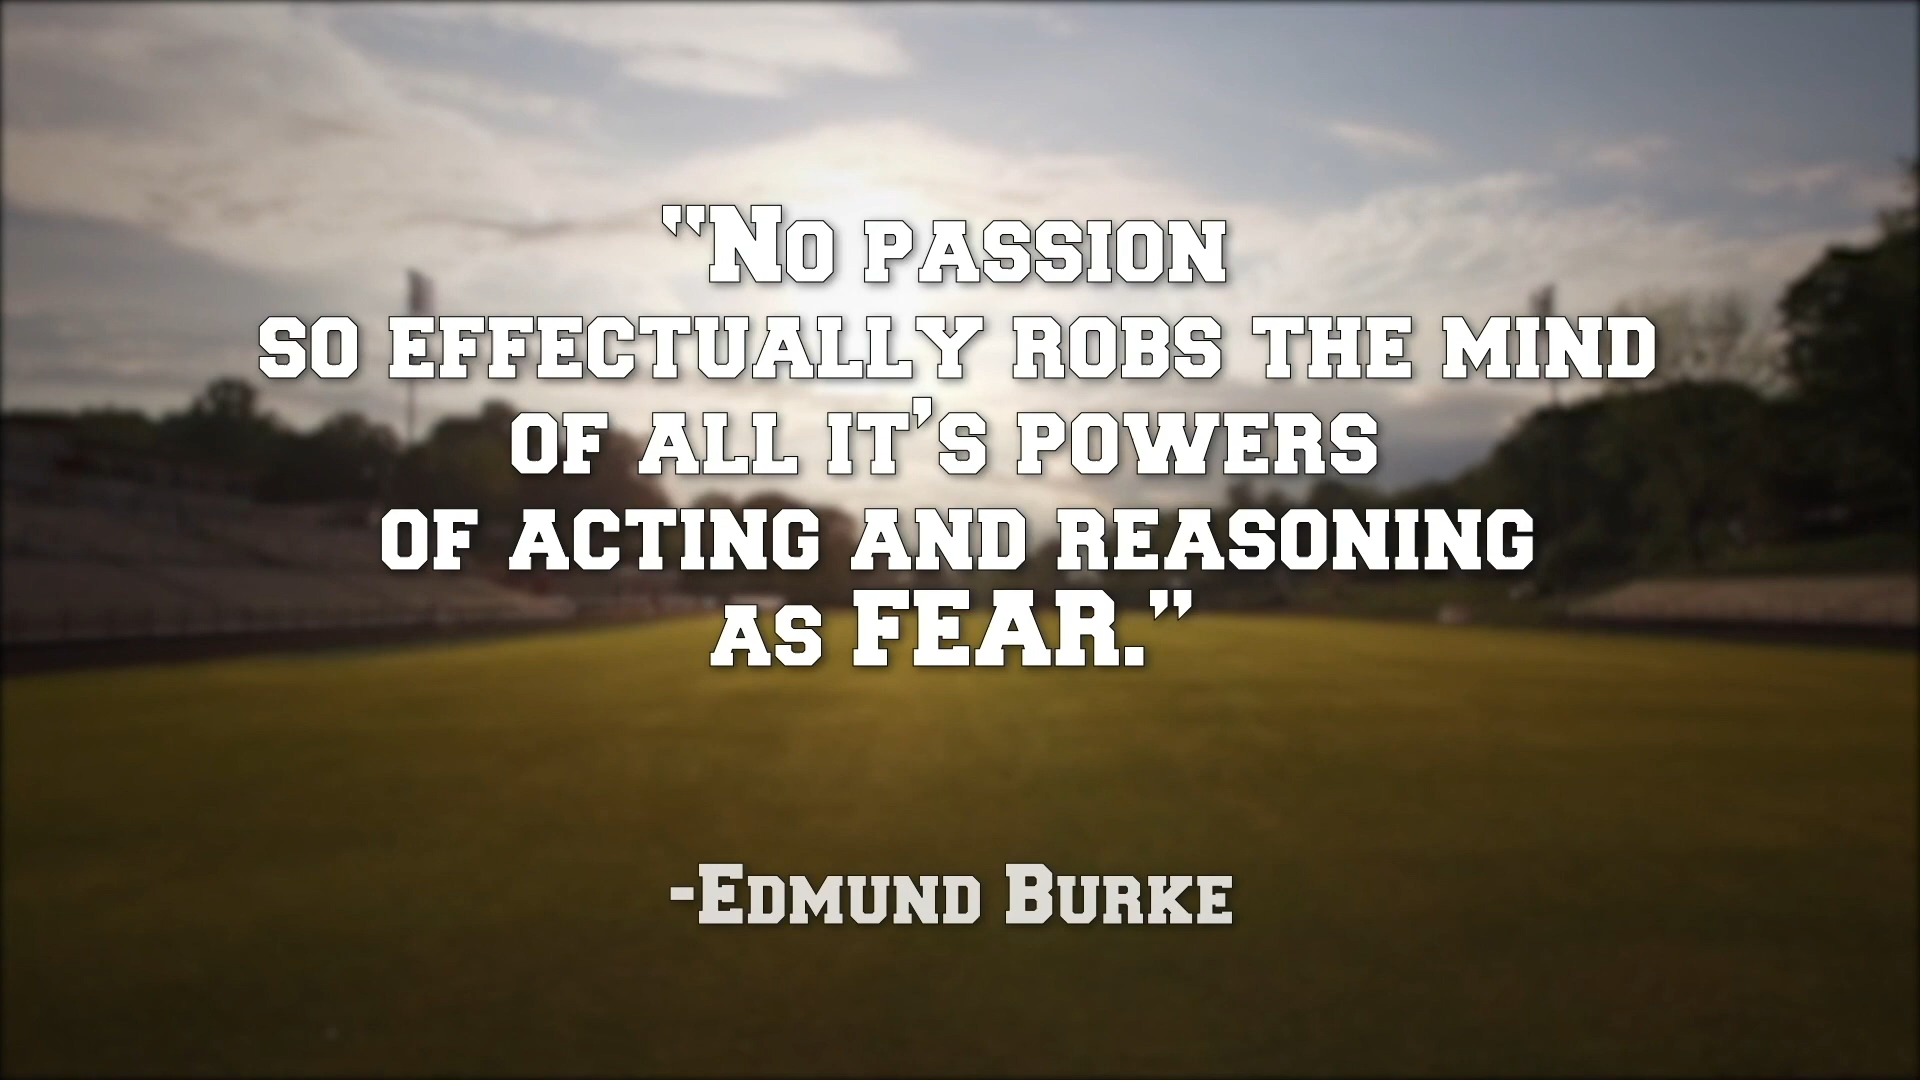 “No passion
so effectually robs the mind
of all it’s powers
of acting and reasoning
as FEAR.”
-Edmund Burke